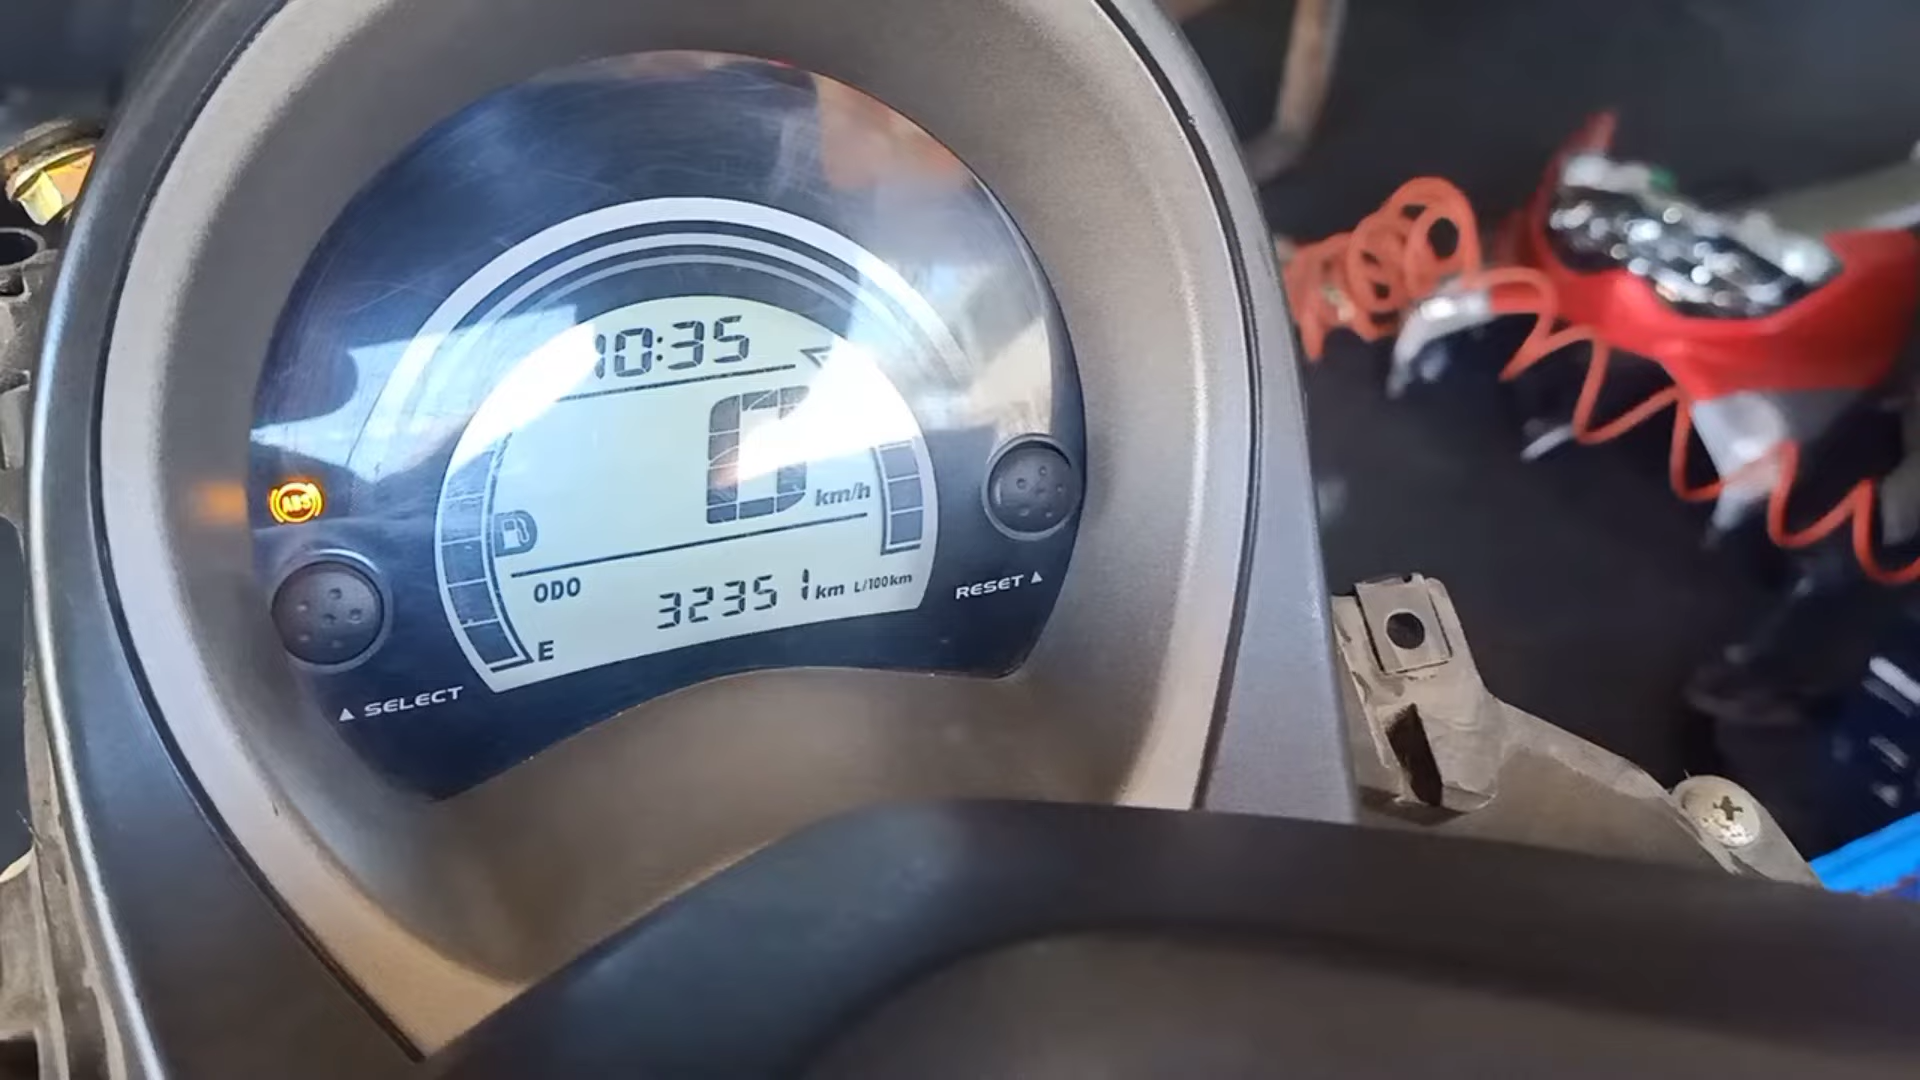 10:35
0
km/h
ABS
ODO
32351 km L/100km
RESET ▲
E
▲ SELECT